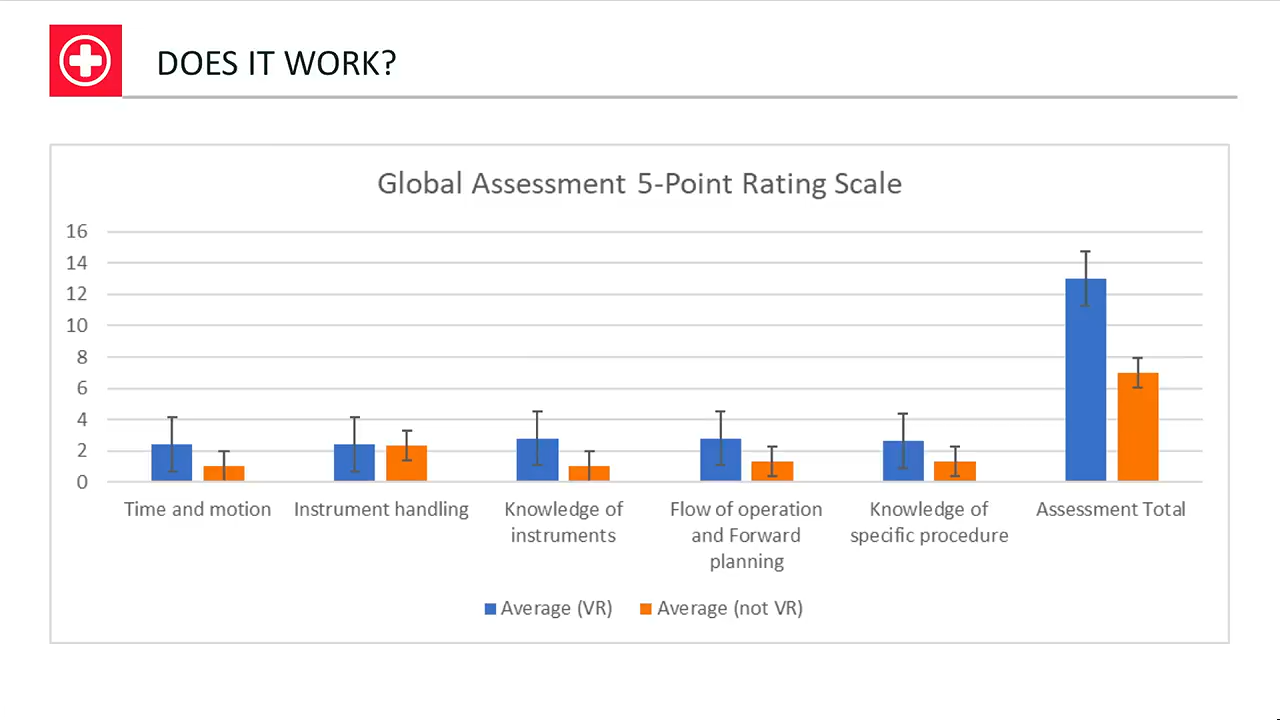 DOES IT WORK?
Global Assessment 5-Point Rating Scale
16
14
12
10
8
6
4
2
0
Time and motion
Instrument handling
Knowledge of
instruments
Flow of operation
and Forward
planning
Knowledge of
specific procedure
Assessment Total
Average (VR)
Average (not VR)